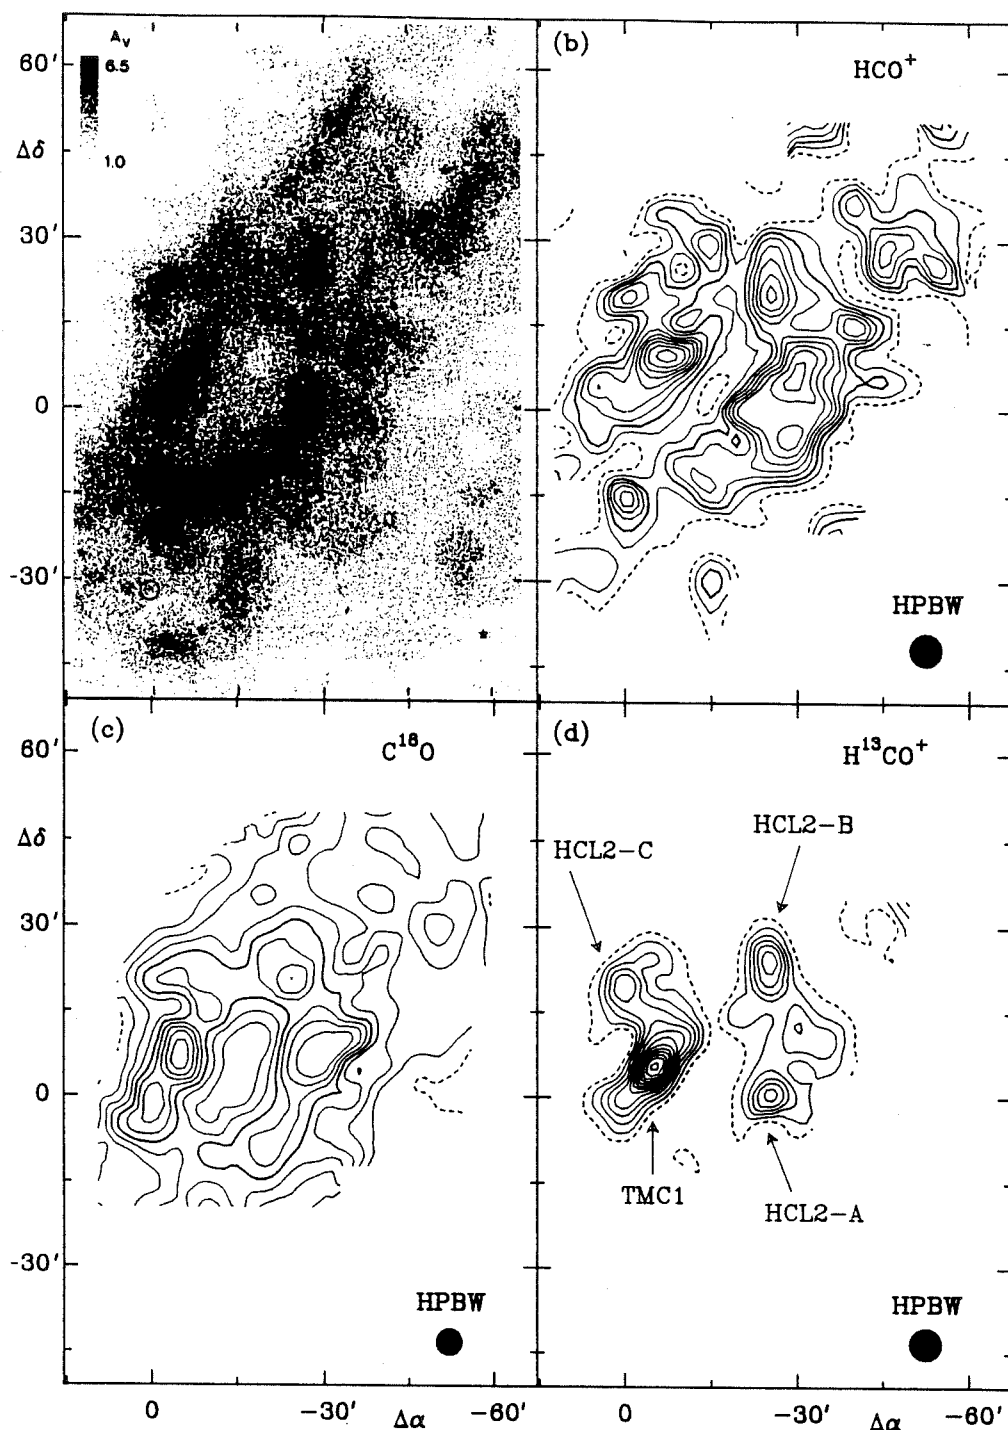 A_V
6.5
1.0
60'
Δδ
30'
0
-30'
(b)
HCO⁺
HPBW
(c)
C¹⁸O
60'
Δδ
30'
0
-30'
HPBW
0
-30'
Δα
-60'
(d)
H¹³CO⁺
HCL2-B
HCL2-C
TMC1
HCL2-A
HPBW
0
-30'
Δα
-60'